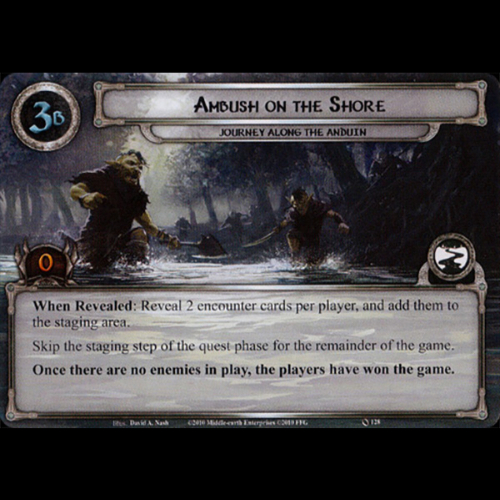 3B
AMBUSH ON THE SHORE
JOURNEY ALONG THE ANDUIN
0
When Revealed: Reveal 2 encounter cards per player, and add them to
the staging area.
Skip the staging step of the quest phase for the remainder of the game.
Once there are no enemies in play, the players have won the game.
Illus. David A. Nash ©2010 Middle-earth Enterprises ©2010 FFG 128